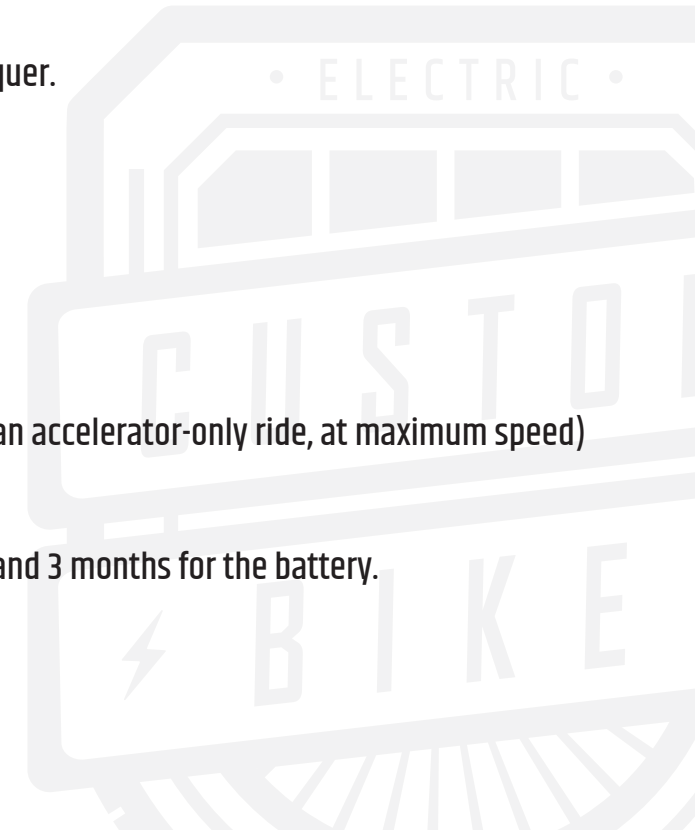 quer.
• ELECTRIC •
CUSTO
an accelerator-only ride, at maximum speed)
and 3 months for the battery.
BIKE